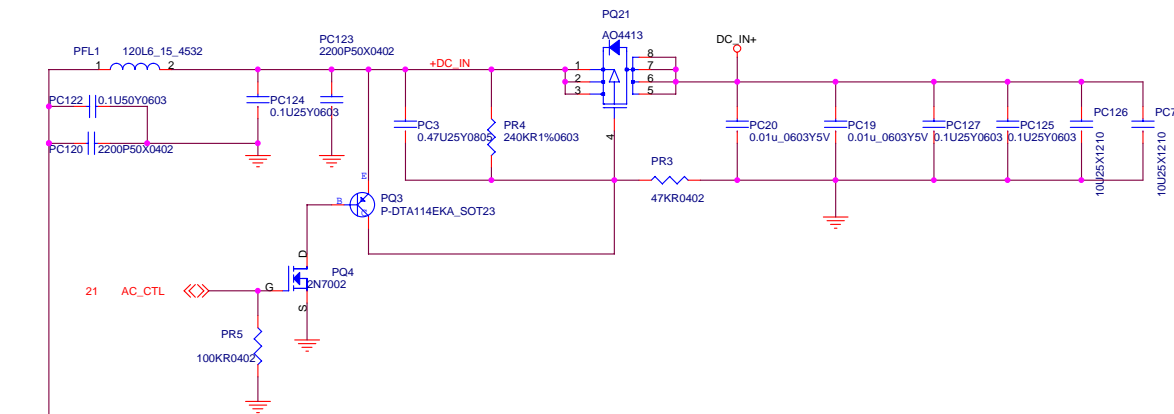 PQ21
AO4413
PC123
2200P50X0402
PFL1 120L6_15_4532
1 2
DC_IN+
+DC_IN
1
2
3
8
7
6
5
4
PC122 0.1U50Y0603
PC124
0.1U25Y0603
PC120 2200P50X0402
PC3
0.47U25Y0805
PR4
240KR1%0603
PC20
0.01u_0603Y5V
PC19
0.01u_0603Y5V
PC127
0.1U25Y0603
PC125
0.1U25Y0603
PC126
10U25X1210
10U25X1210
PR3
47KR0402
E
B
C
PQ3
P-DTA114EKA_SOT23
D
G
S
PQ4
2N7002
21 AC_CTL
PR5
100KR0402